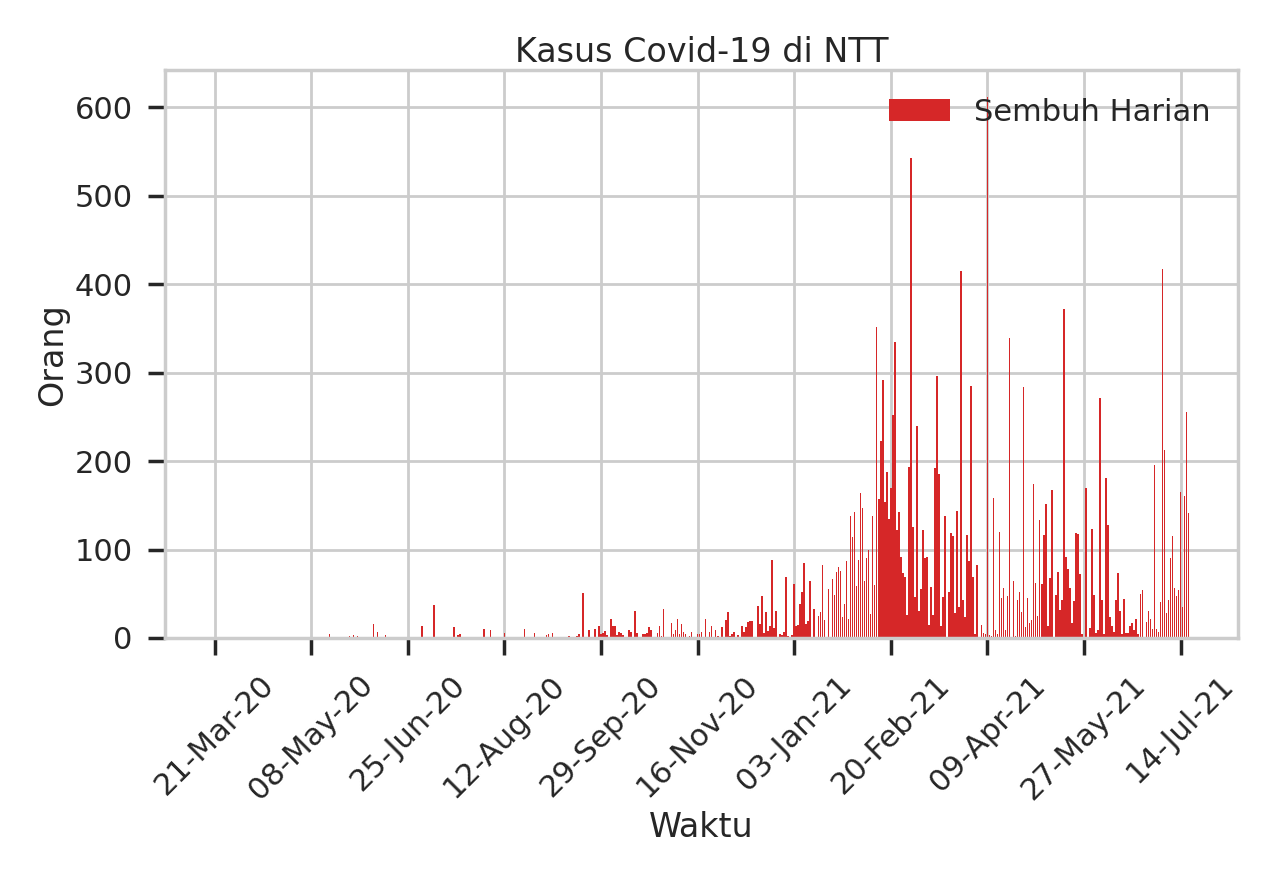 Kasus Covid-19 di NTT
Sembuh Harian
Orang
600
500
400
300
200
100
0
21-Mar-20
08-May-20
25-Jun-20
12-Aug-20
29-Sep-20
16-Nov-20
03-Jan-21
20-Feb-21
09-Apr-21
27-May-21
14-Jul-21
Waktu